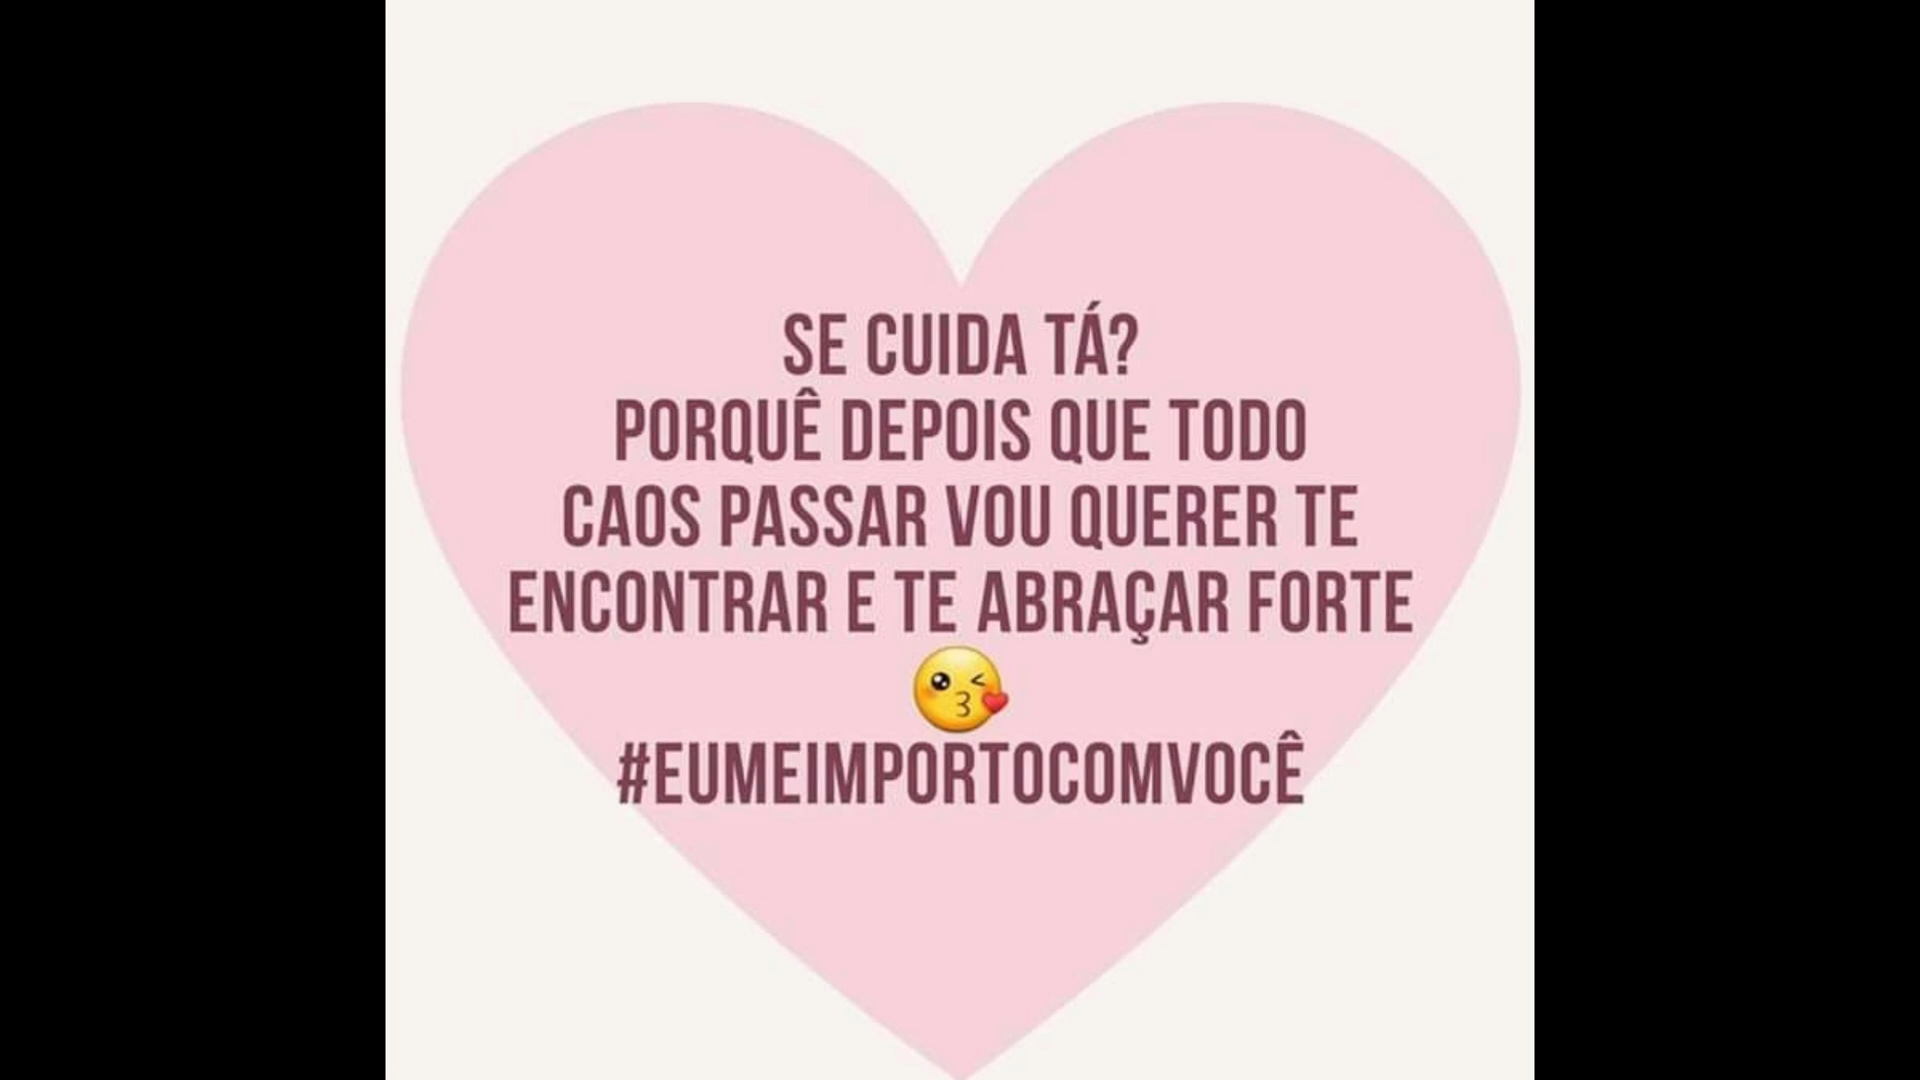 SE CUIDA TÁ?
PORQUÊ DEPOIS QUE TODO
CAOS PASSAR VOU QUERER TE
ENCONTRAR E TE ABRAÇAR FORTE
😘
#EUMEIMPORTOCOMVOCÊ